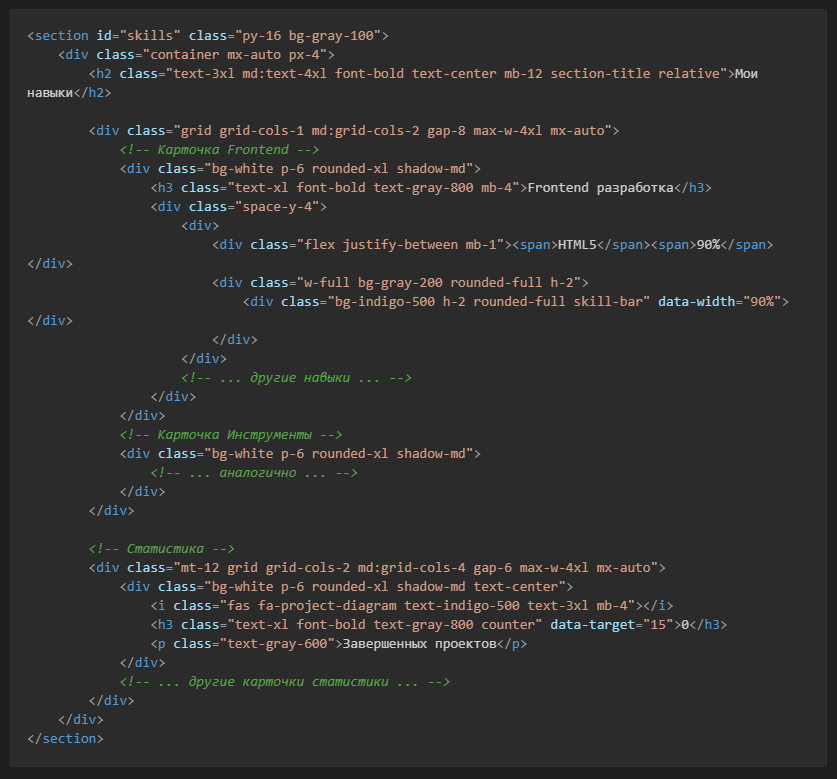 <section id="skills" class="py-16 bg-gray-100">
    <div class="container mx-auto px-4">
        <h2 class="text-3xl md:text-4xl font-bold text-center mb-12 section-title relative">Мои
навыки</h2>

        <div class="grid grid-cols-1 md:grid-cols-2 gap-8 max-w-4xl mx-auto">
            <!-- Карточка Frontend -->
            <div class="bg-white p-6 rounded-xl shadow-md">
                <h3 class="text-xl font-bold text-gray-800 mb-4">Frontend разработка</h3>
                <div class="space-y-4">
                    <div>
                        <div class="flex justify-between mb-1"><span>HTML5</span><span>90%</span>
</div>
                        <div class="w-full bg-gray-200 rounded-full h-2">
                            <div class="bg-indigo-500 h-2 rounded-full skill-bar" data-width="90%">
</div>
                        </div>
                    </div>
                    <!-- ... другие навыки ... -->
                </div>
            </div>
            <!-- Карточка Инструменты -->
            <div class="bg-white p-6 rounded-xl shadow-md">
                <!-- ... аналогично ... -->
            </div>
        </div>

        <!-- Статистика -->
        <div class="mt-12 grid grid-cols-2 md:grid-cols-4 gap-6 max-w-4xl mx-auto">
            <div class="bg-white p-6 rounded-xl shadow-md text-center">
                <i class="fas fa-project-diagram text-indigo-500 text-3xl mb-4"></i>
                <h3 class="text-xl font-bold text-gray-800 counter" data-target="15">0</h3>
                <p class="text-gray-600">Завершенных проектов</p>
            </div>
            <!-- ... другие карточки статистики ... -->
        </div>
    </div>
</section>